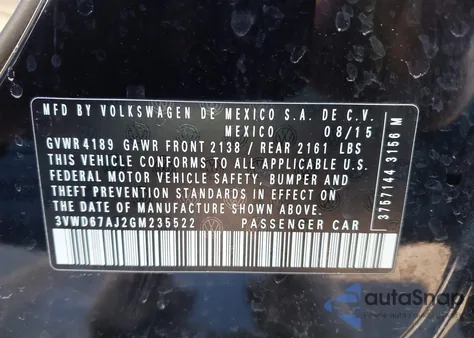 MFD BY VOLKSWAGEN DE MEXICO S.A. DE C.V.
MEXICO 08/15
GVWR4189 GAWR FRONT 2138 / REAR 2161 LBS
THIS VEHICLE CONFORMS TO ALL APPLICABLE U.S.
FEDERAL MOTOR VEHICLE SAFETY, BUMPER AND
THEFT PREVENTION STANDARDS IN EFFECT ON
THE DATE OF MANUFACTURE SHOWN ABOVE.
3VWD67AJ2GM235522 PASSENGER CAR
3757144 3156 M
autaSnap